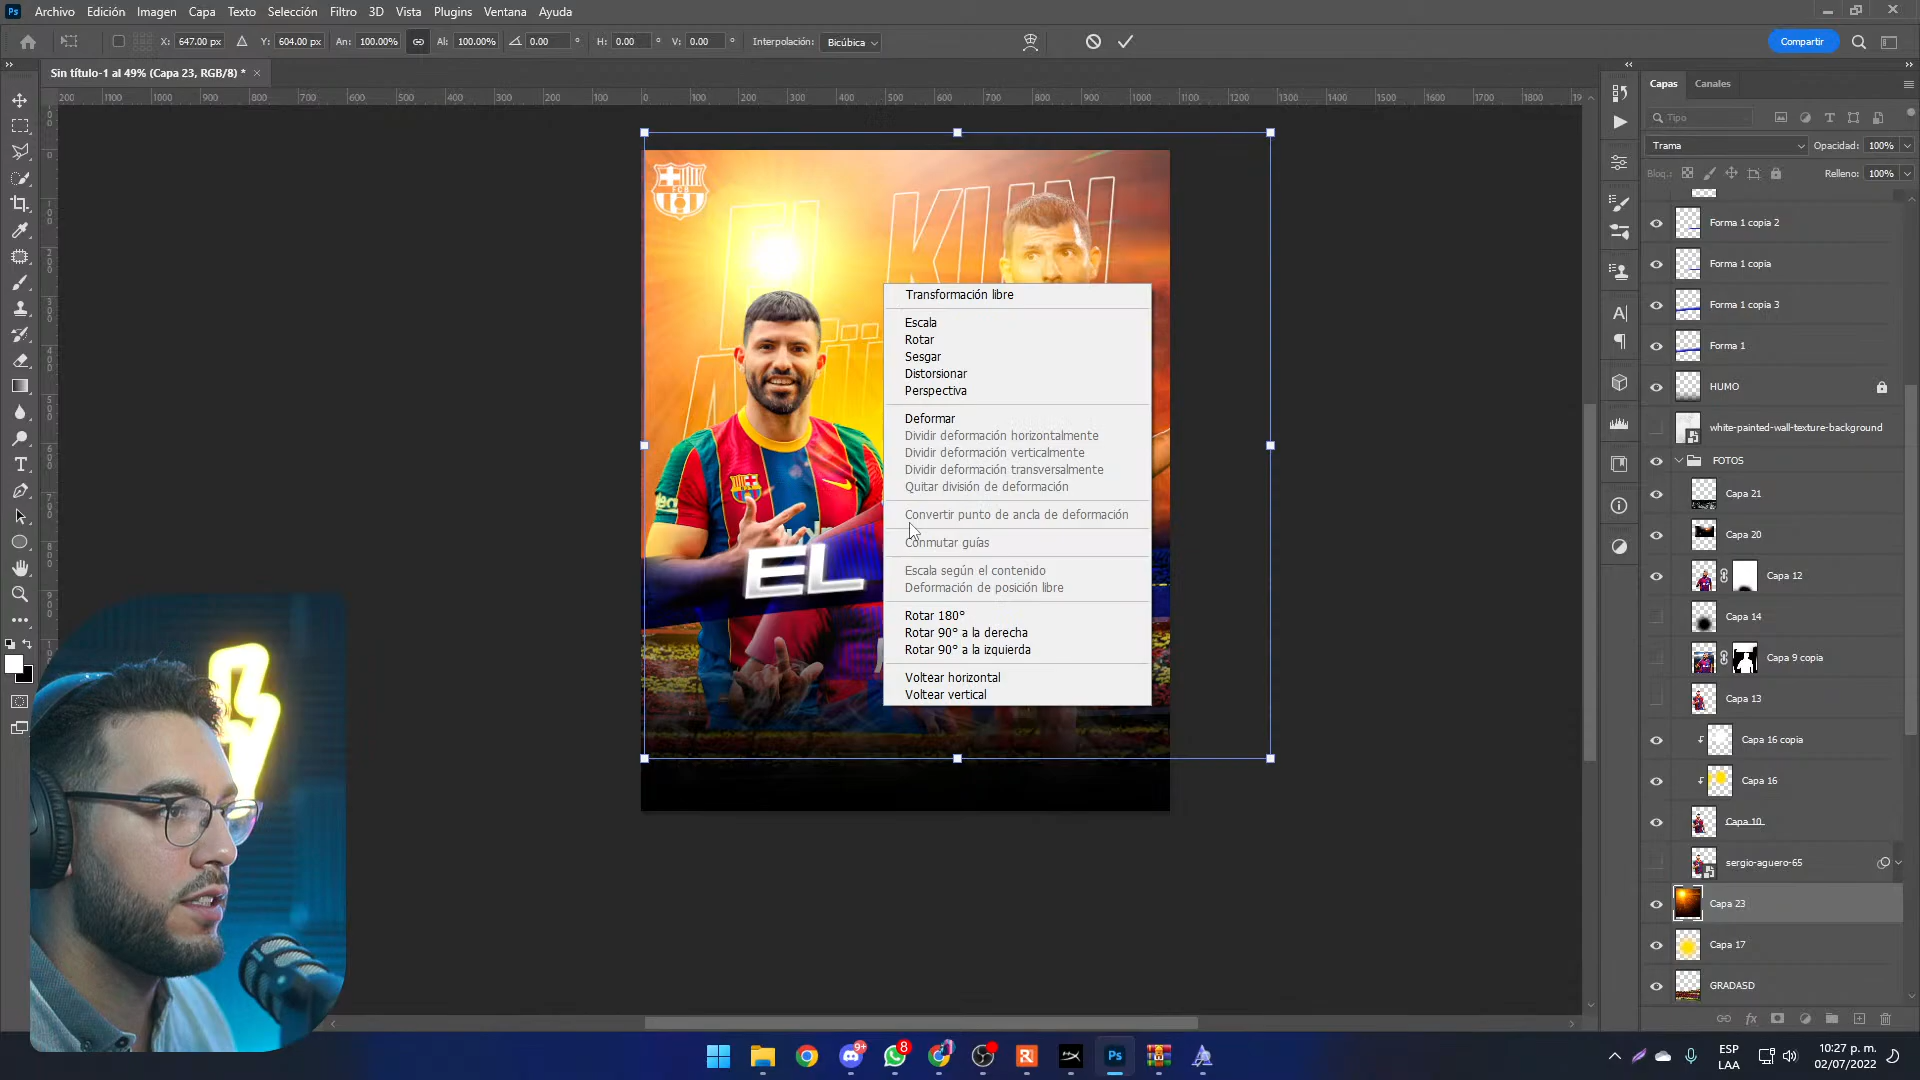 Ps Archivo Edición Imagen Capa Texto Selección Filtro 3D Vista Plugins Ventana Ayuda
X: 647.00 px Y: 604.00 px An: 100.00% Al: 100.00% 0.00 ° H: 0.00 ° V: 0.00 ° Interpolación: Bicúbica Compartir
Sin título-1 al 49% (Capa 23, RGB/8) * ×
Capas Canales
Tipo
Trama Opacidad: 100%
Bloq.: Relleno: 100%
Forma 1 copia 2
Forma 1 copia
Forma 1 copia 3
Forma 1
HUMO
white-painted-wall-texture-background
FOTOS
Capa 21
Capa 20
Capa 12
Capa 14
Capa 9 copia
Capa 13
Capa 16 copia
Capa 16
Capa 10
sergio-aguero-65
Capa 23
Capa 17
GRADASD
FCB
EL KUN
EL
Transformación libre
Escala
Rotar
Sesgar
Distorsionar
Perspectiva
Deformar
Dividir deformación horizontalmente
Dividir deformación verticalmente
Dividir deformación transversalmente
Quitar división de deformación
Convertir punto de ancla de deformación
Conmutar guías
Escala según el contenido
Deformación de posición libre
Rotar 180°
Rotar 90° a la derecha
Rotar 90° a la izquierda
Voltear horizontal
Voltear vertical
9+ 8 Ps
ESP
LAA
10:27 p. m.
02/07/2022